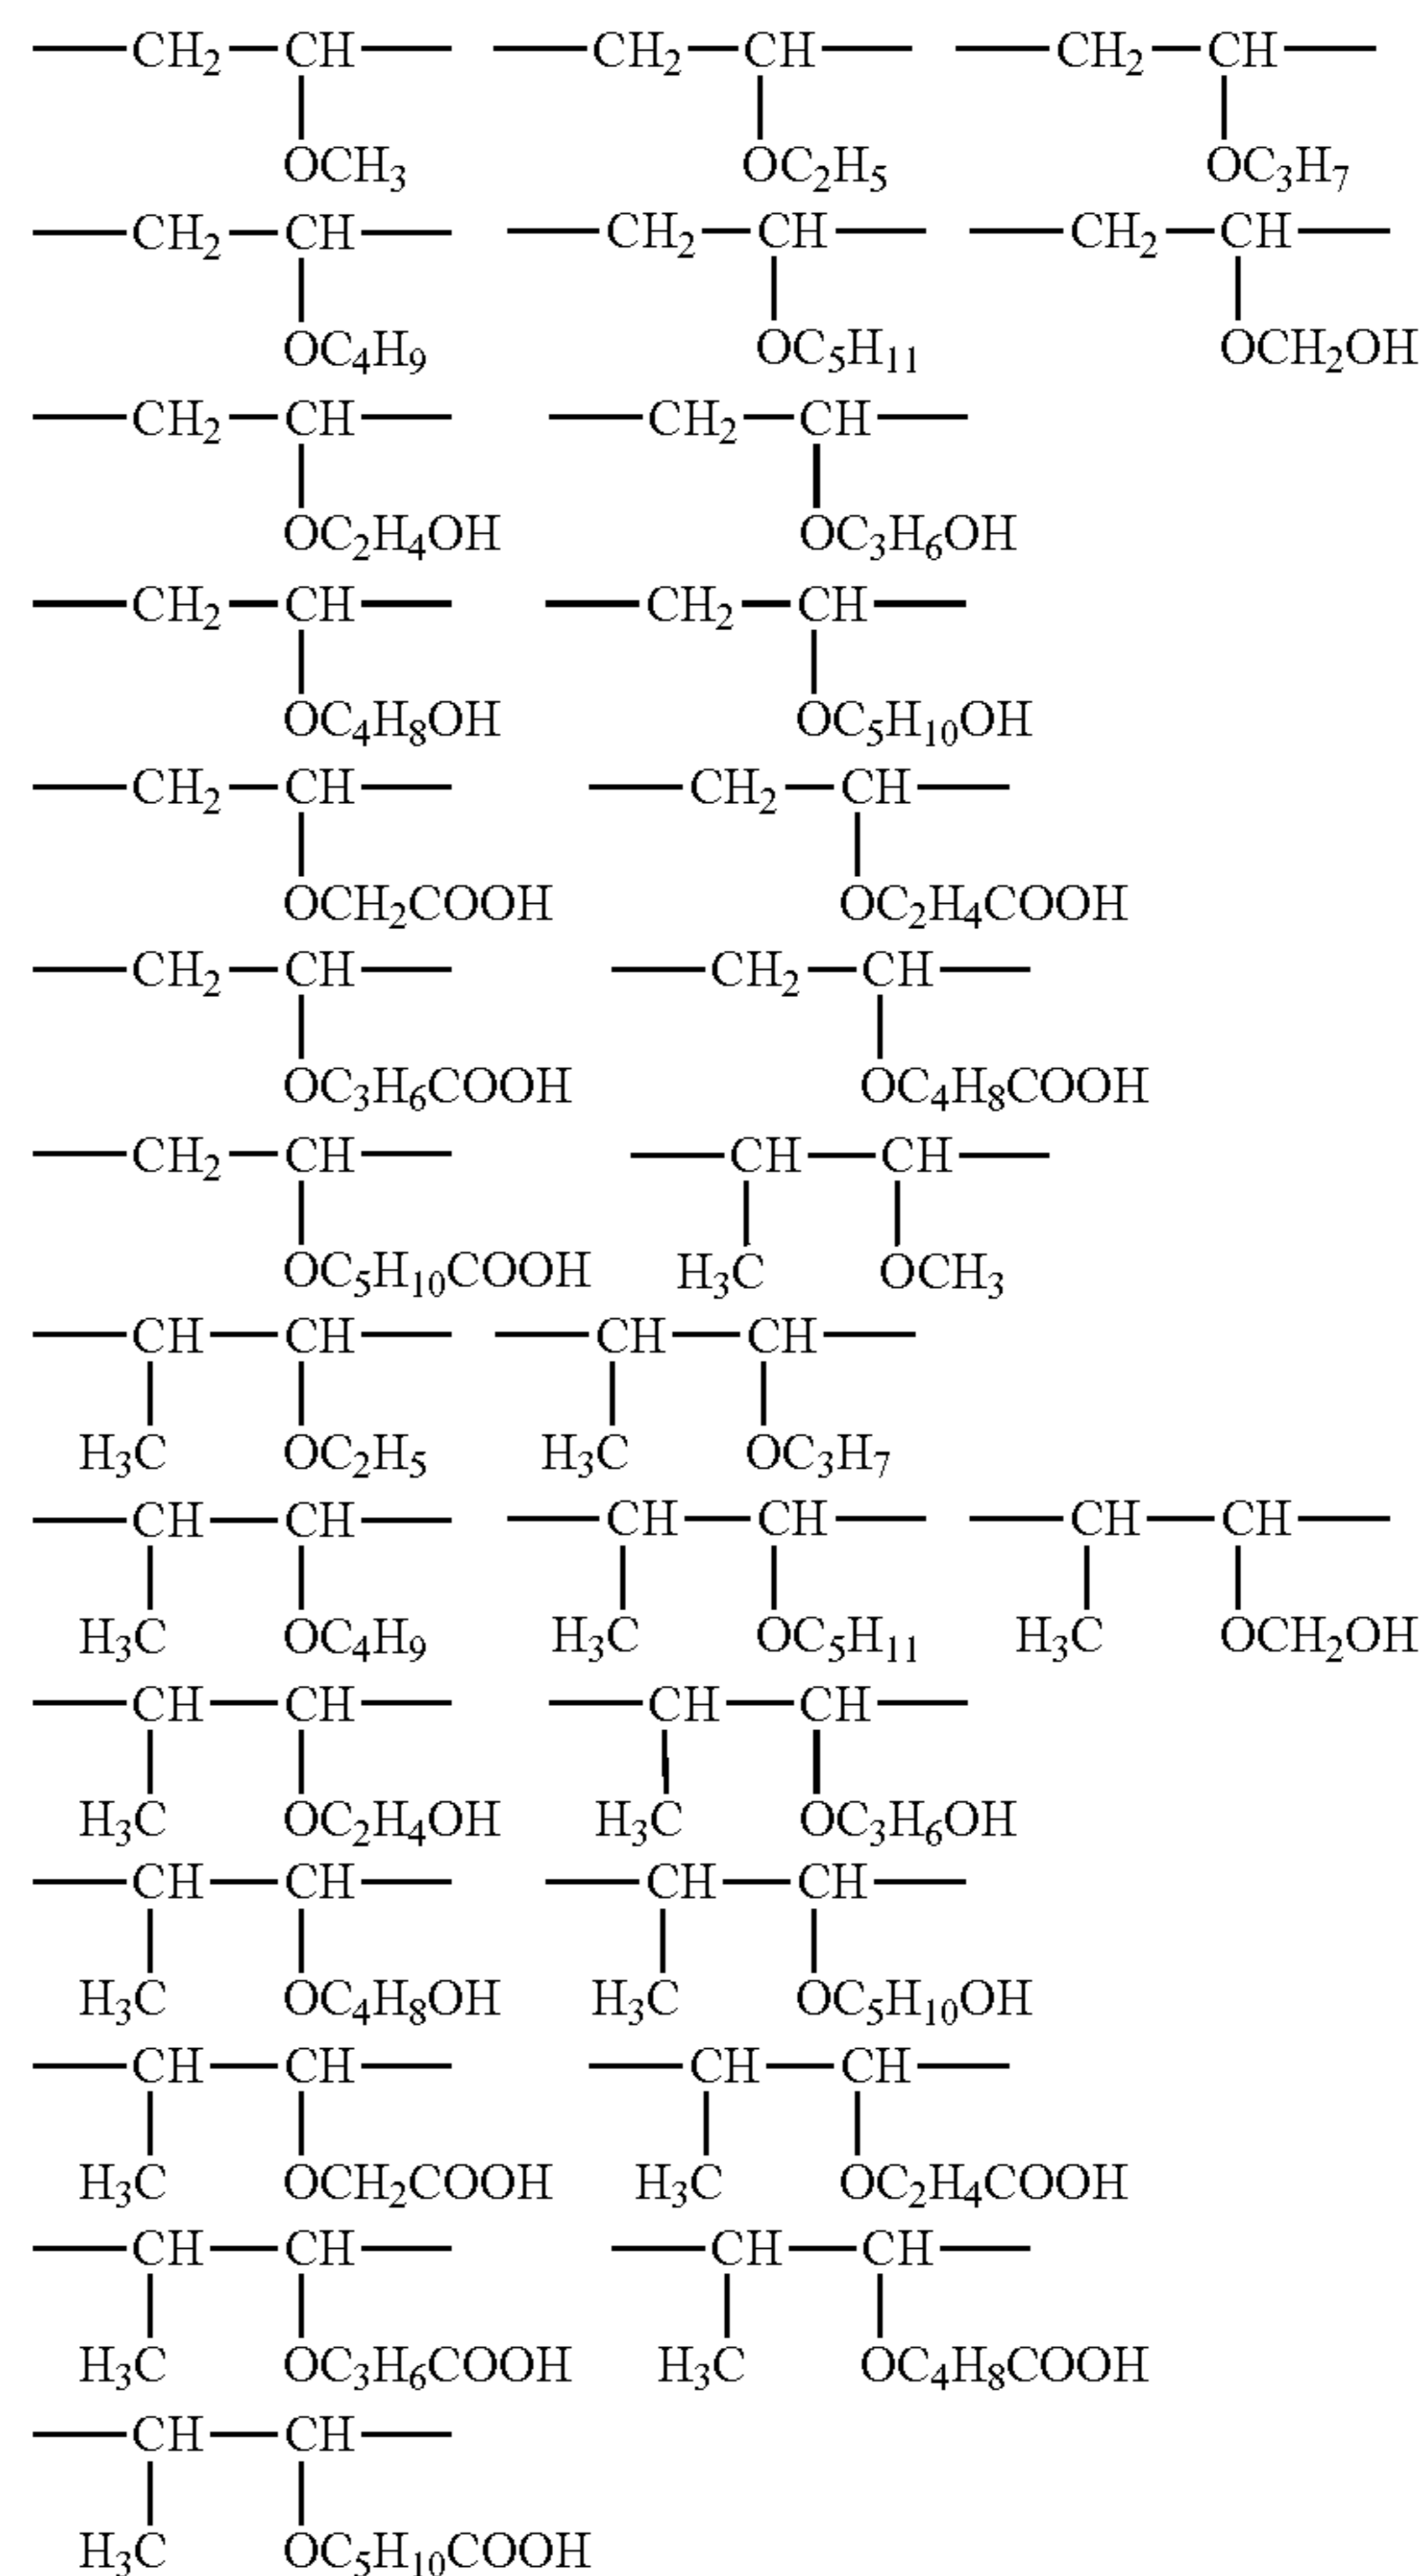 CH₂ CH CH₂ CH CH₂ CH
OCH₃ OC₂H₅ OC₃H₇
CH₂ CH CH₂ CH CH₂ CH
OC₄H₉ OC₅H₁₁ OCH₂OH
CH₂ CH CH₂ CH
OC₂H₄OH OC₃H₆OH
CH₂ CH CH₂ CH
OC₄H₈OH OC₅H₁₀OH
CH₂ CH CH₂ CH
OCH₂COOH OC₂H₄COOH
CH₂ CH CH₂ CH
OC₃H₆COOH OC₄H₈COOH
CH₂ CH CH CH
OC₅H₁₀COOH H₃C OCH₃
CH CH CH CH
H₃C OC₂H₅ H₃C OC₃H₇
CH CH CH CH CH CH
H₃C OC₄H₉ H₃C OC₅H₁₁ H₃C OCH₂OH
CH CH CH CH
H₃C OC₂H₄OH H₃C OC₃H₆OH
CH CH CH CH
H₃C OC₄H₈OH H₃C OC₅H₁₀OH
CH CH CH CH
H₃C OCH₂COOH H₃C OC₂H₄COOH
CH CH CH CH
H₃C OC₃H₆COOH H₃C OC₄H₈COOH
CH CH
H₃C OC₅H₁₀COOH